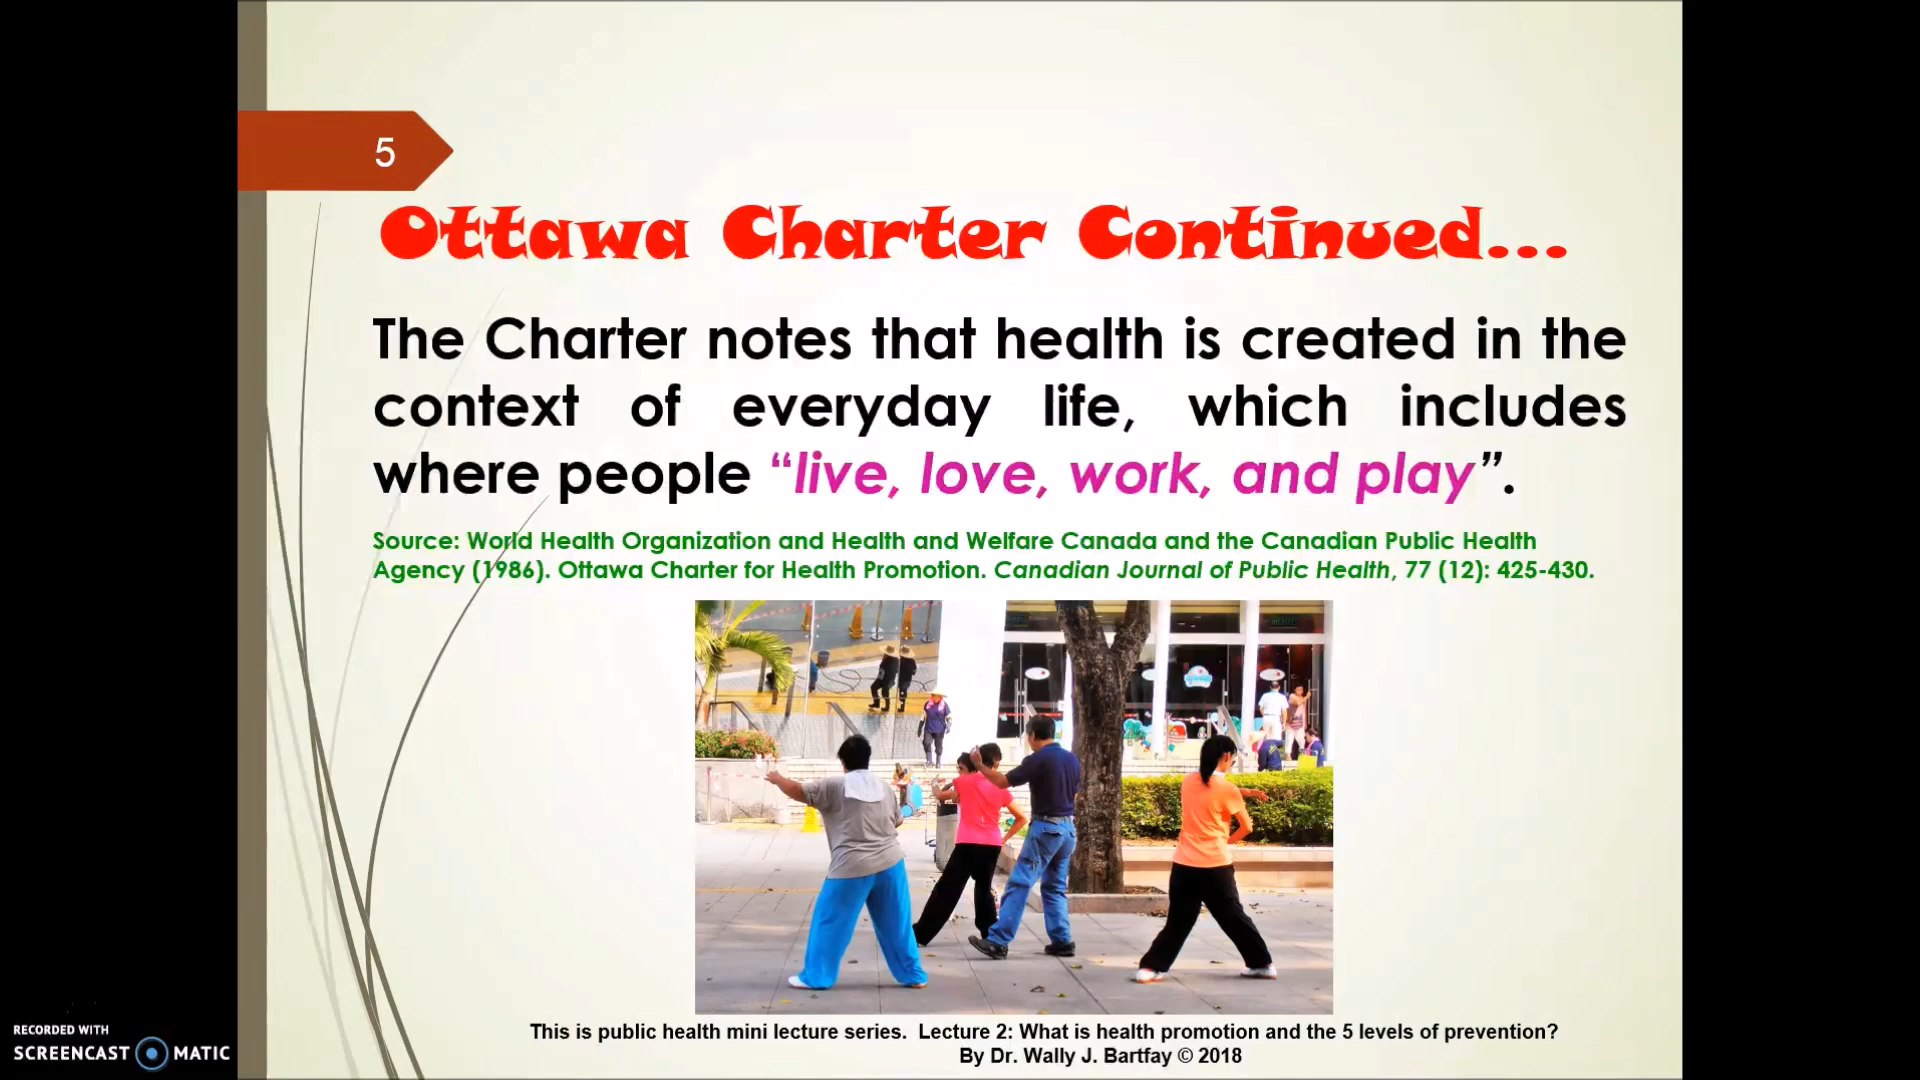 5
Ottawa Charter Continued...
The Charter notes that health is created in the
context of everyday life, which includes
where people “live, love, work, and play”.
Source: World Health Organization and Health and Welfare Canada and the Canadian Public Health
Agency (1986). Ottawa Charter for Health Promotion. Canadian Journal of Public Health, 77 (12): 425-430.
This is public health mini lecture series. Lecture 2: What is health promotion and the 5 levels of prevention?
By Dr. Wally J. Bartfay © 2018
RECORDED WITH
SCREENCAST MATIC